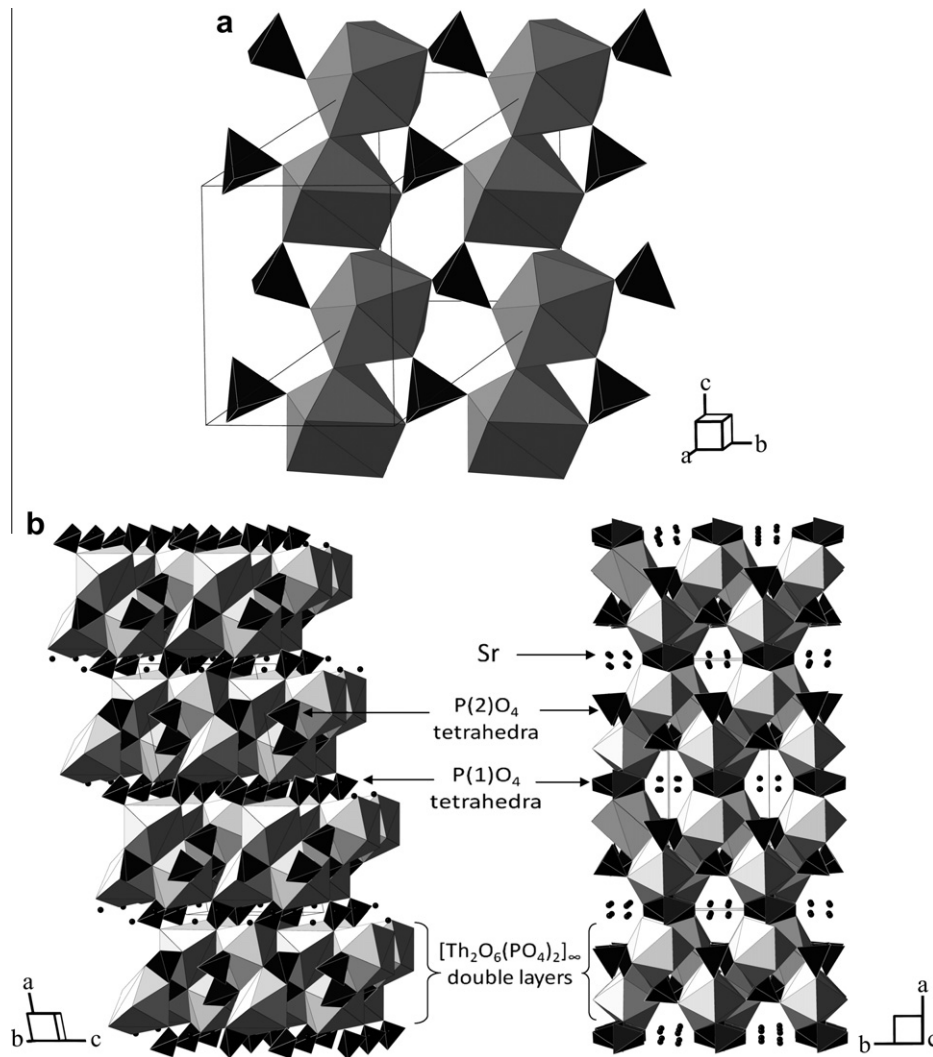 a
c
b
a
b
Sr
P(2)O₄
tetrahedra
P(1)O₄
tetrahedra
[Th₂O₆(PO₄)₂]∞
double layers
a
b
c
a
b
c